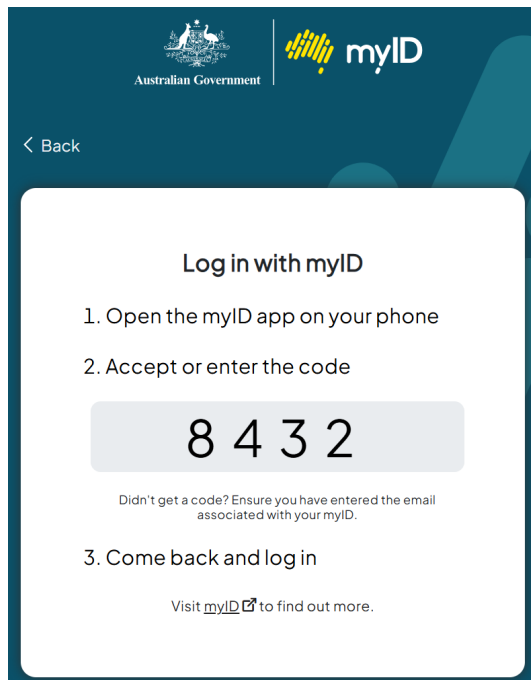 Australian Government
myID
Back
Log in with myID
1. Open the myID app on your phone
2. Accept or enter the code
8 4 3 2
Didn't get a code? Ensure you have entered the email
associated with your myID.
3. Come back and log in
Visit myID to find out more.